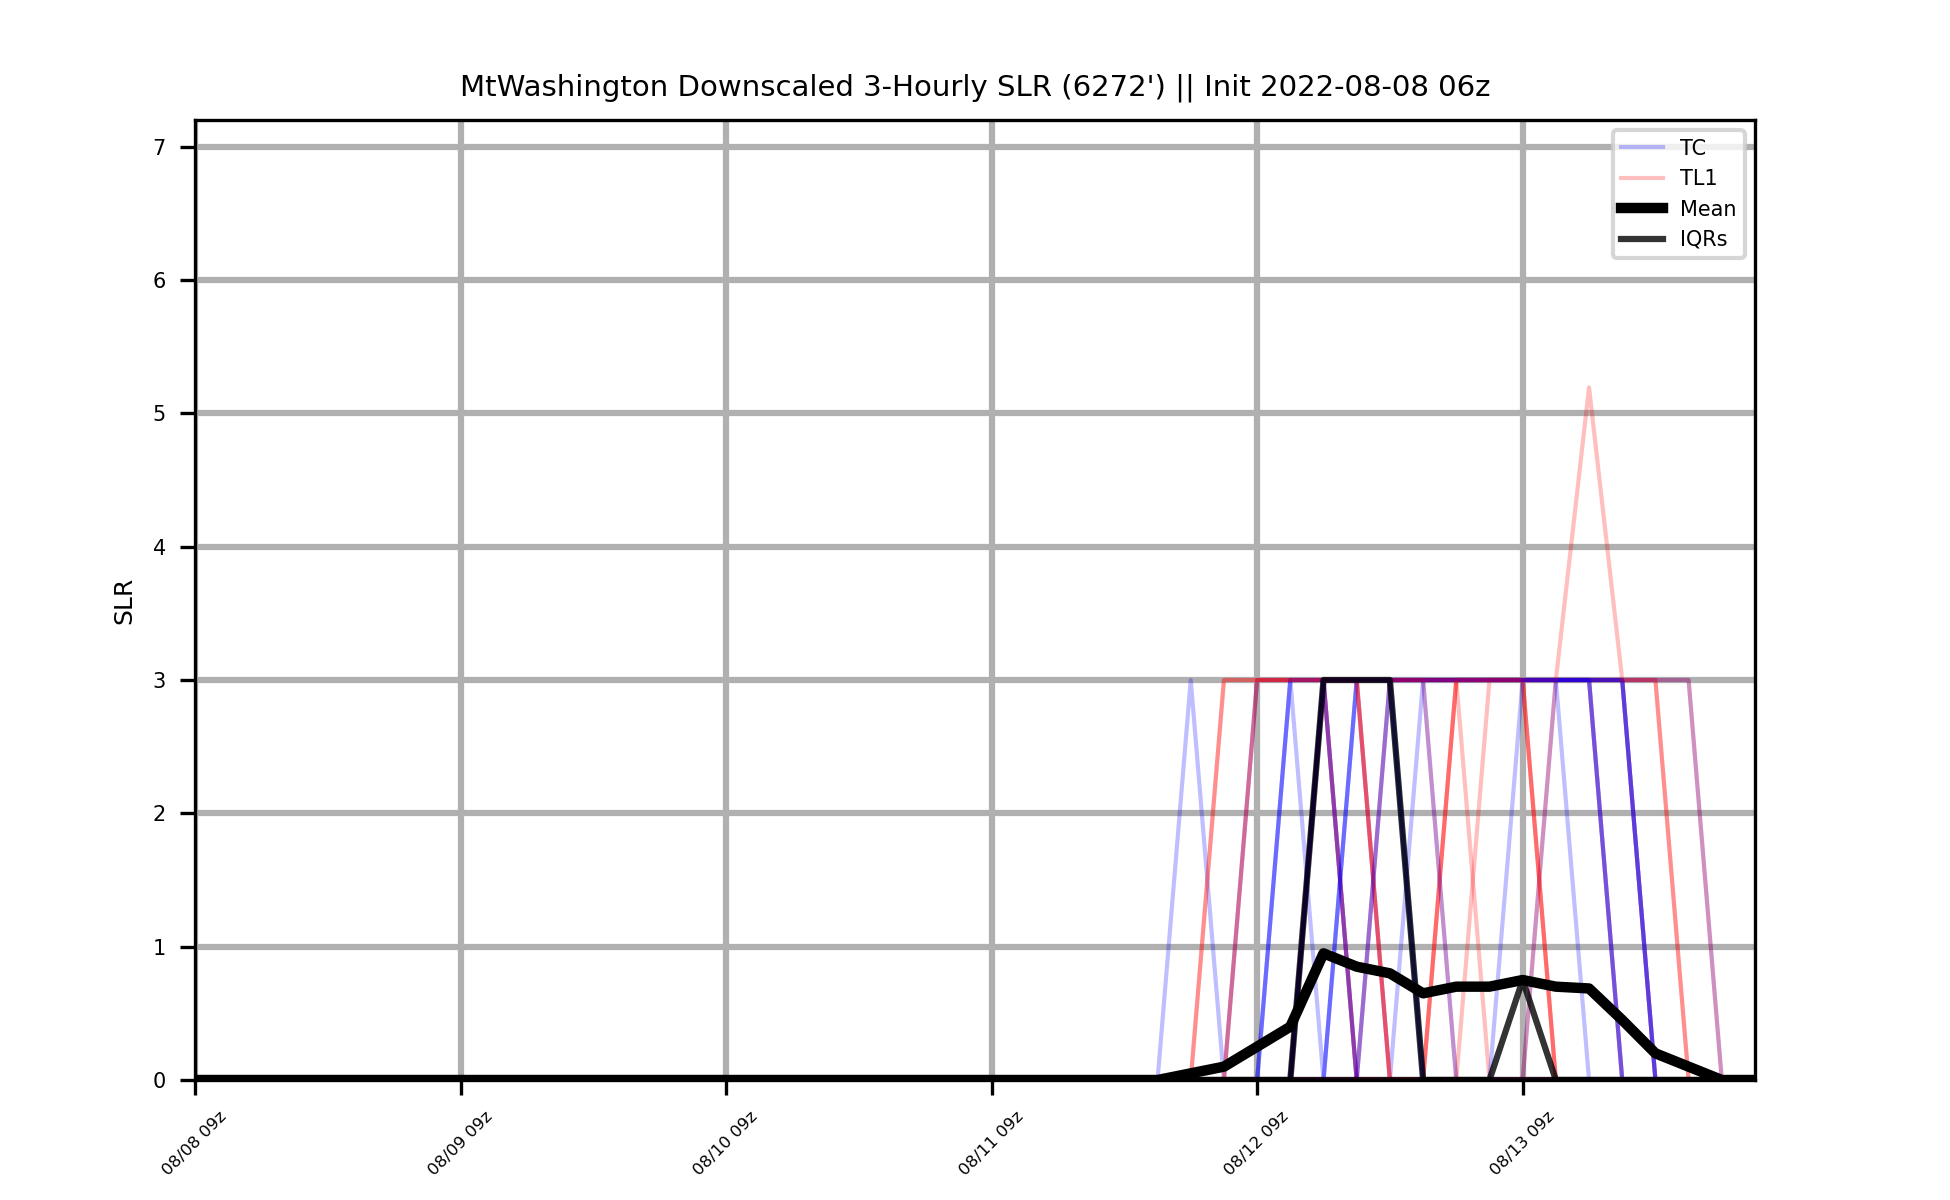 MtWashington Downscaled 3-Hourly SLR (6272') || Init 2022-08-08 06z
TC
TL1
Mean
IQRs
7
6
5
4
3
2
1
0
SLR
08/08 09z
08/09 09z
08/10 09z
08/11 09z
08/12 09z
08/13 09z